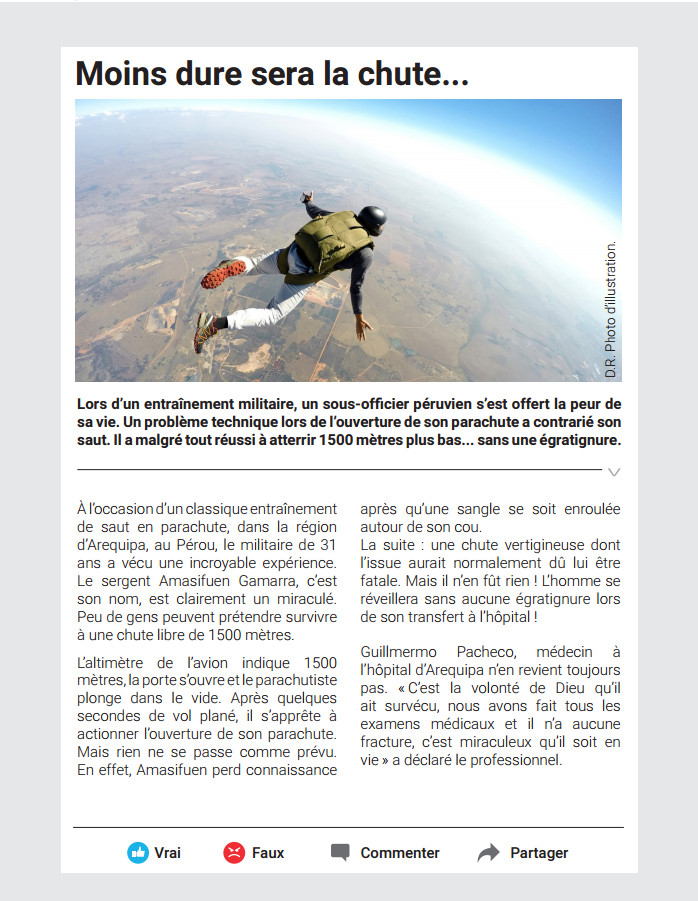 Moins dure sera la chute...
D.R. Photo d'illustration.
Lors d'un entraînement militaire, un sous-officier péruvien s'est offert la peur de
sa vie. Un problème technique lors de l'ouverture de son parachute a contrarié son
saut. Il a malgré tout réussi à atterrir 1500 mètres plus bas... sans une égratignure.
À l'occasion d'un classique entraînement
de saut en parachute, dans la région
d'Arequipa, au Pérou, le militaire de 31
ans a vécu une incroyable expérience.
Le sergent Amasifuen Gamarra, c'est
son nom, est clairement un miraculé.
Peu de gens peuvent prétendre survivre
à une chute libre de 1500 mètres.
L'altimètre de l'avion indique 1500
mètres, la porte s'ouvre et le parachutiste
plonge dans le vide. Après quelques
secondes de vol plané, il s'apprête à
actionner l'ouverture de son parachute.
Mais rien ne se passe comme prévu.
En effet, Amasifuen perd connaissance
après qu'une sangle se soit enroulée
autour de son cou.
La suite : une chute vertigineuse dont
l'issue aurait normalement dû lui être
fatale. Mais il n'en fût rien ! L'homme se
réveillera sans aucune égratignure lors
de son transfert à l'hôpital !
Guillmermo Pacheco, médecin à
l'hôpital d'Arequipa n'en revient toujours
pas. « C'est la volonté de Dieu qu'il
ait survécu, nous avons fait tous les
examens médicaux et il n'a aucune
fracture, c'est miraculeux qu'il soit en
vie » a déclaré le professionnel.
Vrai Faux Commenter Partager